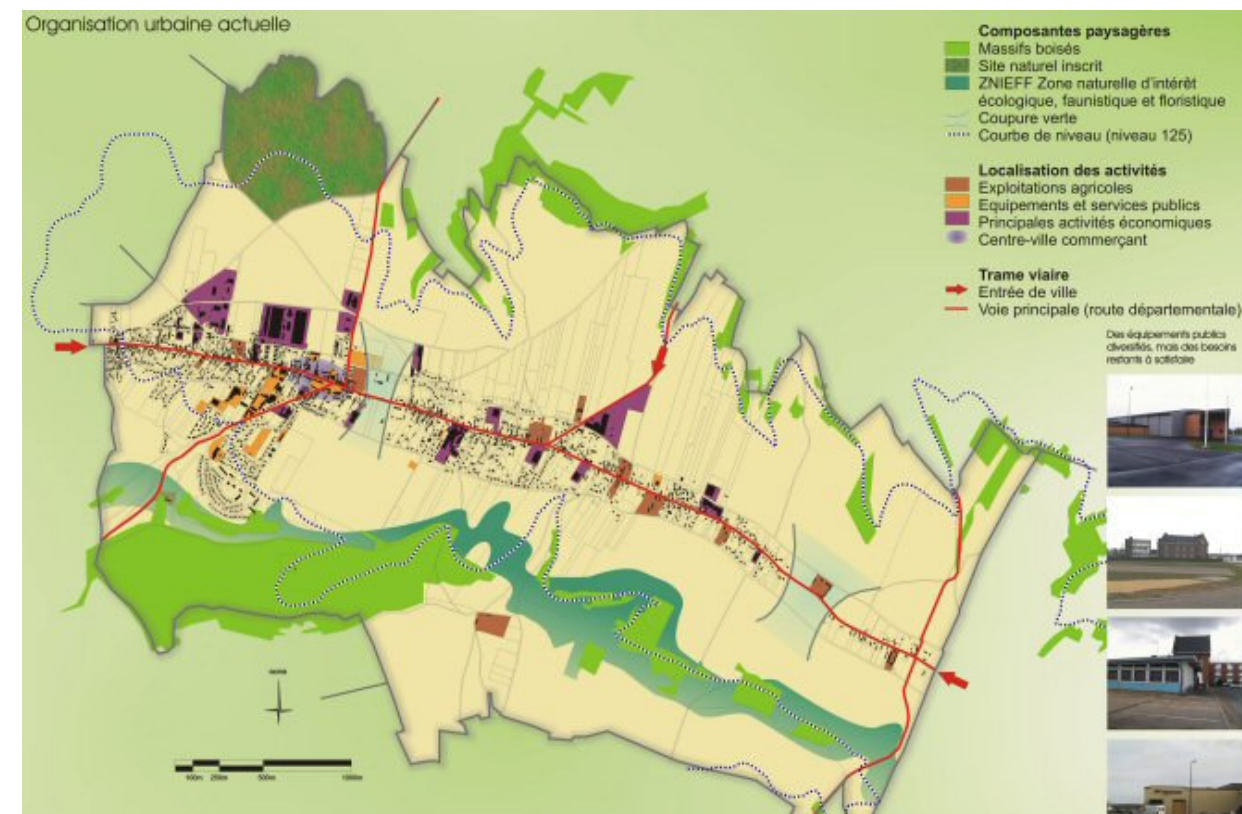 Organisation urbaine actuelle
Composantes paysagères
Massifs boisés
Site naturel inscrit
ZNIEFF Zone naturelle d'intérêt
écologique, faunistique et floristique
Coupure verte
Courbe de niveau (niveau 125)
Localisation des activités
Exploitations agricoles
Equipements et services publics
Principales activités économiques
Centre-ville commerçant
Trame viaire
Entrée de ville
Voie principale (route départementale)
Des équipements publics
diversifiés, mais des besoins
restants à satisfaire
100m 250m 500m 1000m